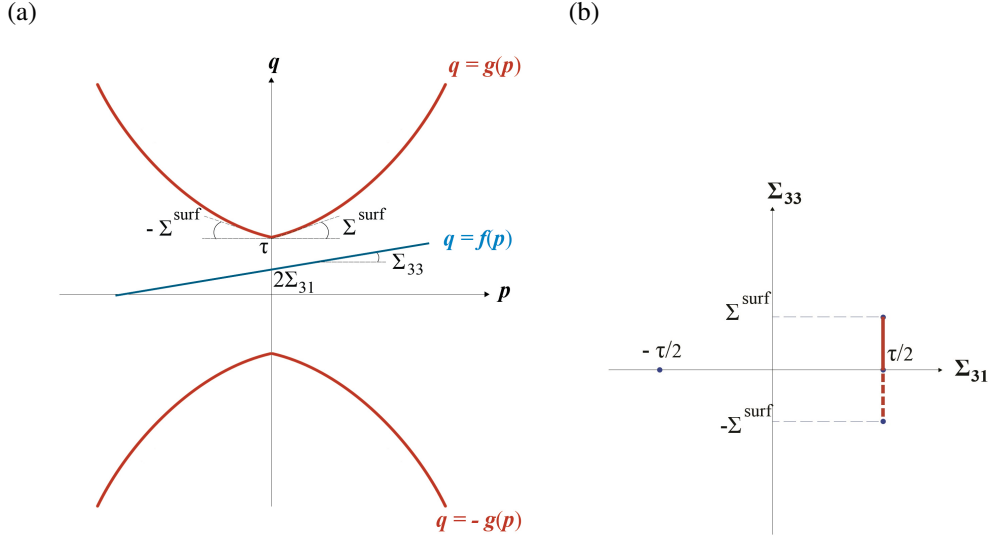 (a)
q
q = g(p)
- Σ^surf
Σ^surf
τ
q = f(p)
Σ₃₃
2Σ₃₁
p
q = - g(p)
(b)
Σ₃₃
Σ^surf
- τ/2
τ/2
Σ₃₁
-Σ^surf